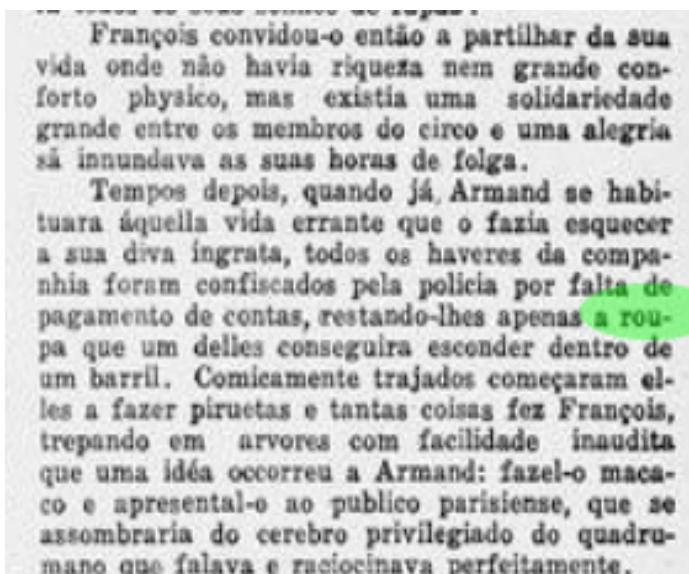 François convidou-o então a partilhar da sua
vida onde não havia riqueza nem grande con-
forto physico, mas existia uma solidariedade
grande entre os membros do circo e uma alegria
sã innundava as suas horas de folga.
Tempos depois, quando já Armand se habi-
tuara áquella vida errante que o fazia esquecer
a sua diva ingrata, todos os haveres da compa-
nhia foram confiscados pela policia por falta de
pagamento de contas, restando-lhes apenas a rou-
pa que um delles conseguira esconder dentro de
um barril. Comicamente trajados começaram el-
les a fazer piruetas e tantas coisas fez François,
trepando em arvores com facilidade inaudita
que uma idéa occorreu a Armand: fazel-o maca-
co e apresental-o ao publico parisiense, que se
assombraria do cerebro privilegiado do quadru-
mano que falava e raciocinava perfeitamente.